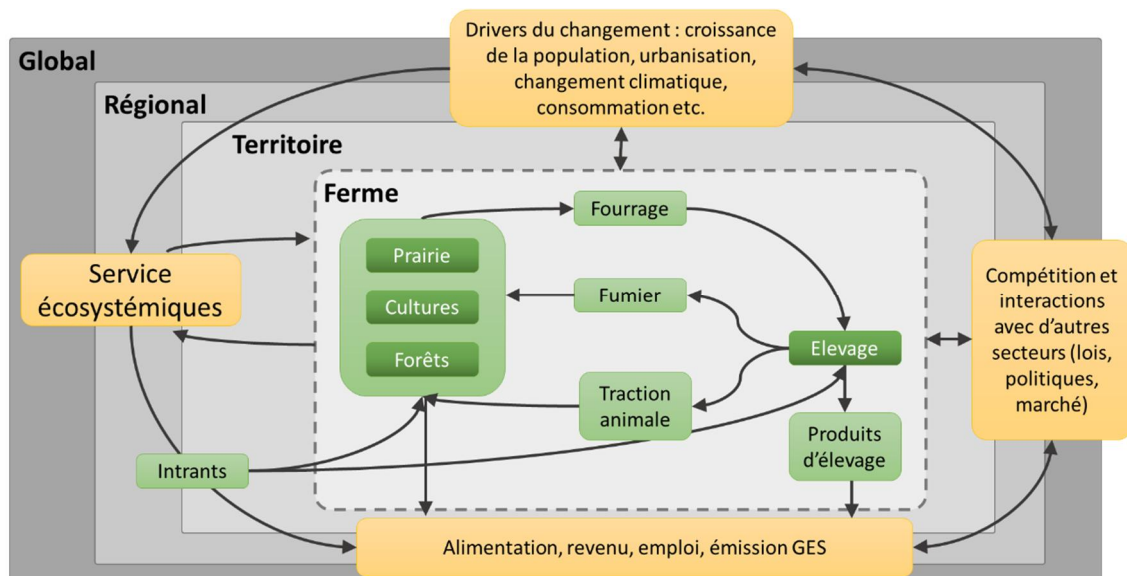 Drivers du changement : croissance
de la population, urbanisation,
changement climatique,
consommation etc.
Global
Régional
Territoire
Ferme
Fourrage
Prairie
Service
écosystémiques
Cultures
Fumier
Compétition et
interactions
avec d'autres
secteurs (lois,
politiques,
marché)
Forêts
Elevage
Traction
animale
Produits
d'élevage
Intrants
Alimentation, revenu, emploi, émission GES